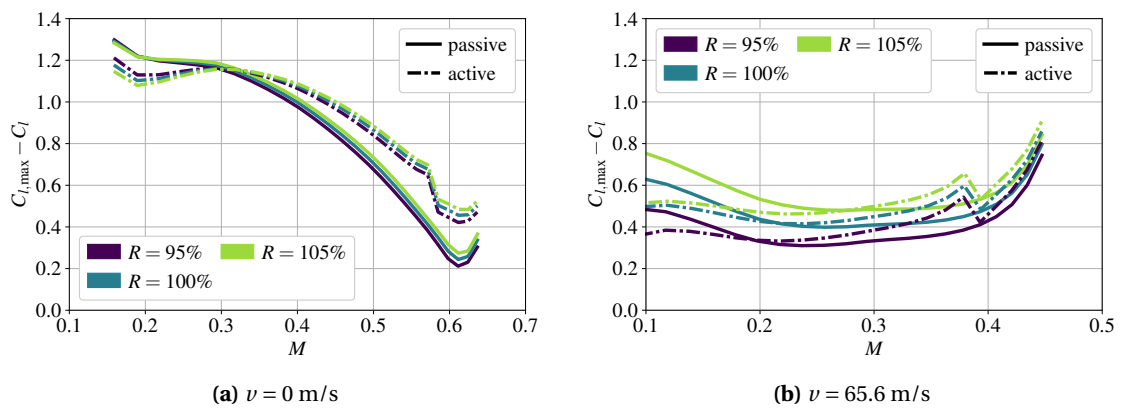 1.4
1.2
1.0
0.8
0.6
0.4
0.2
0.0
C_{l,max} − C_l
passive
active
R = 95%
R = 105%
R = 100%
0.1 0.2 0.3 0.4 0.5 0.6 0.7
M
(a) v = 0 m/s
1.4
1.2
1.0
0.8
0.6
0.4
0.2
0.0
C_{l,max} − C_l
R = 95%
R = 105%
R = 100%
passive
active
0.1 0.2 0.3 0.4 0.5
M
(b) v = 65.6 m/s